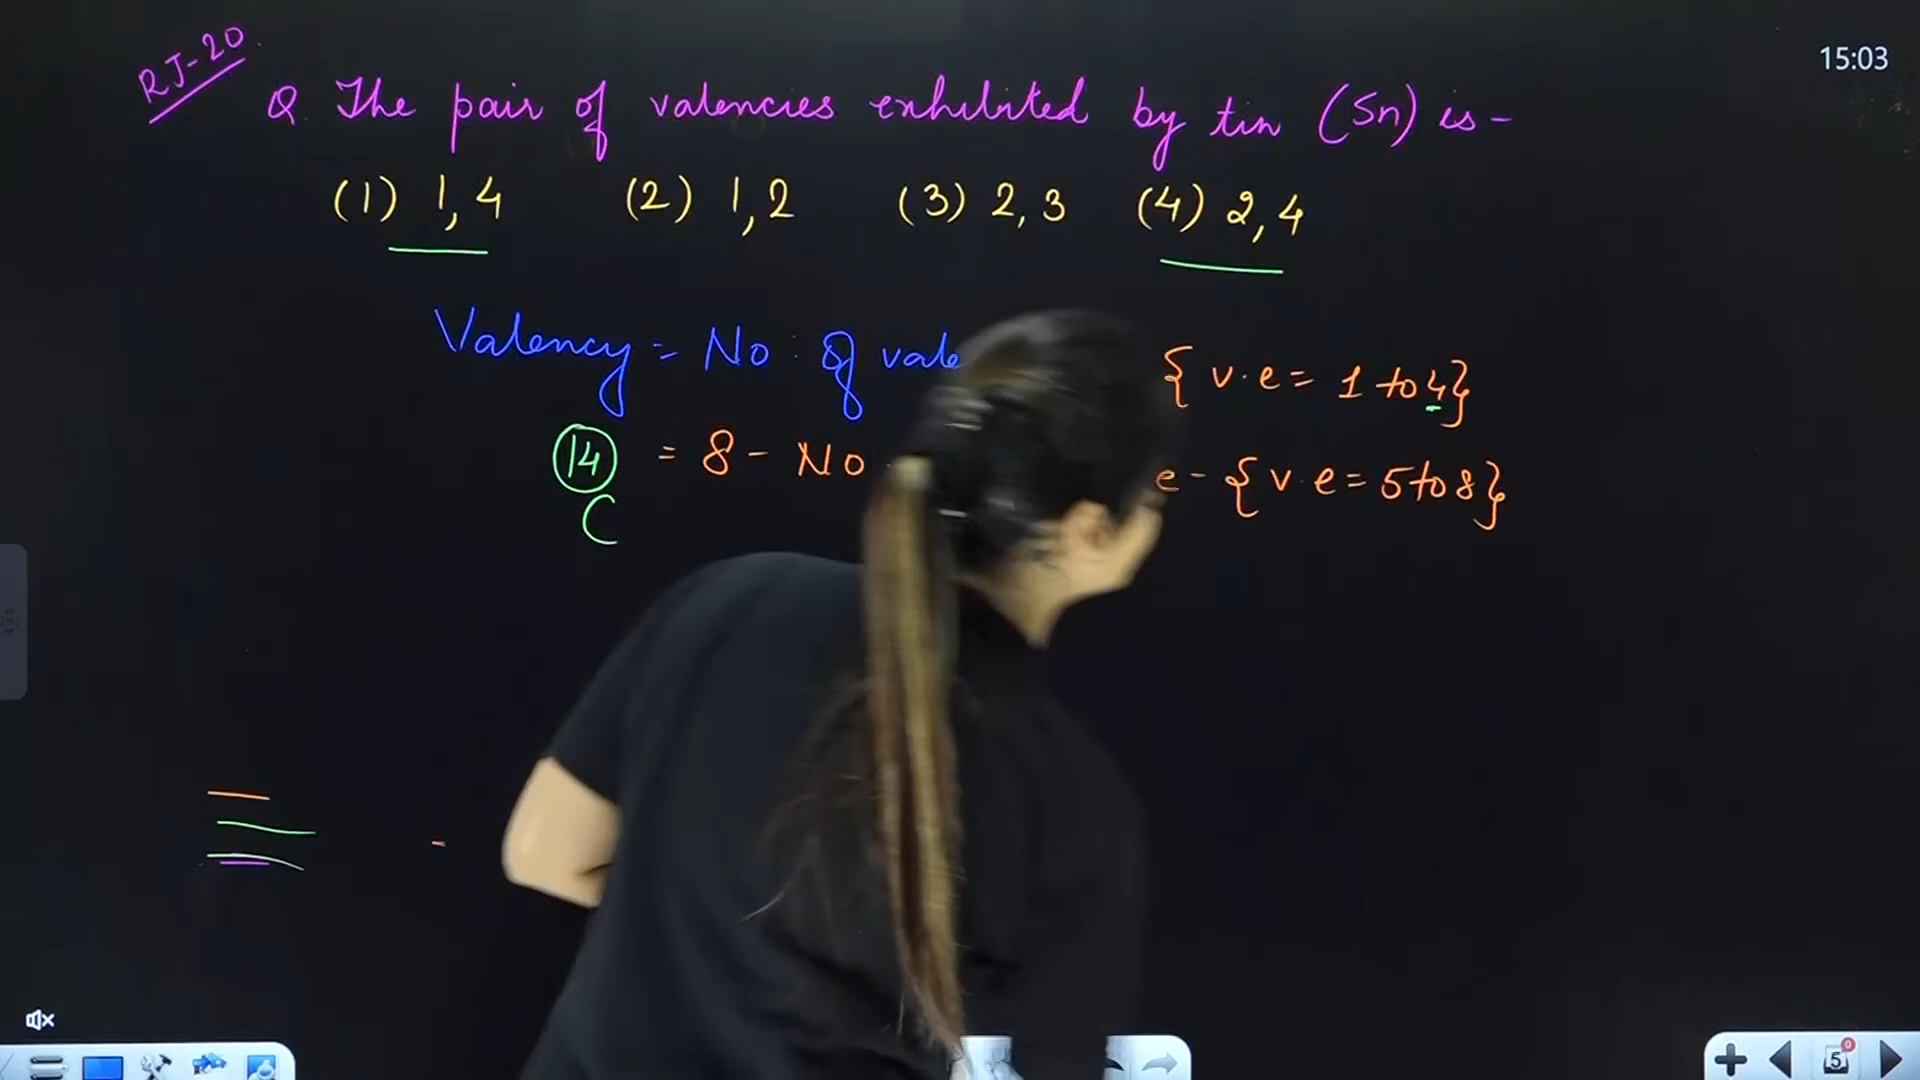 RJ-20
15:03
Q. The pair of valencies exhibited by tin (Sn) is -
(1) 1,4 (2) 1,2 (3) 2,3 (4) 2,4
Valency = No. of vale {v.e = 1 to 4}
14 = 8 - No e- {v.e = 5 to 8}
C
5 0